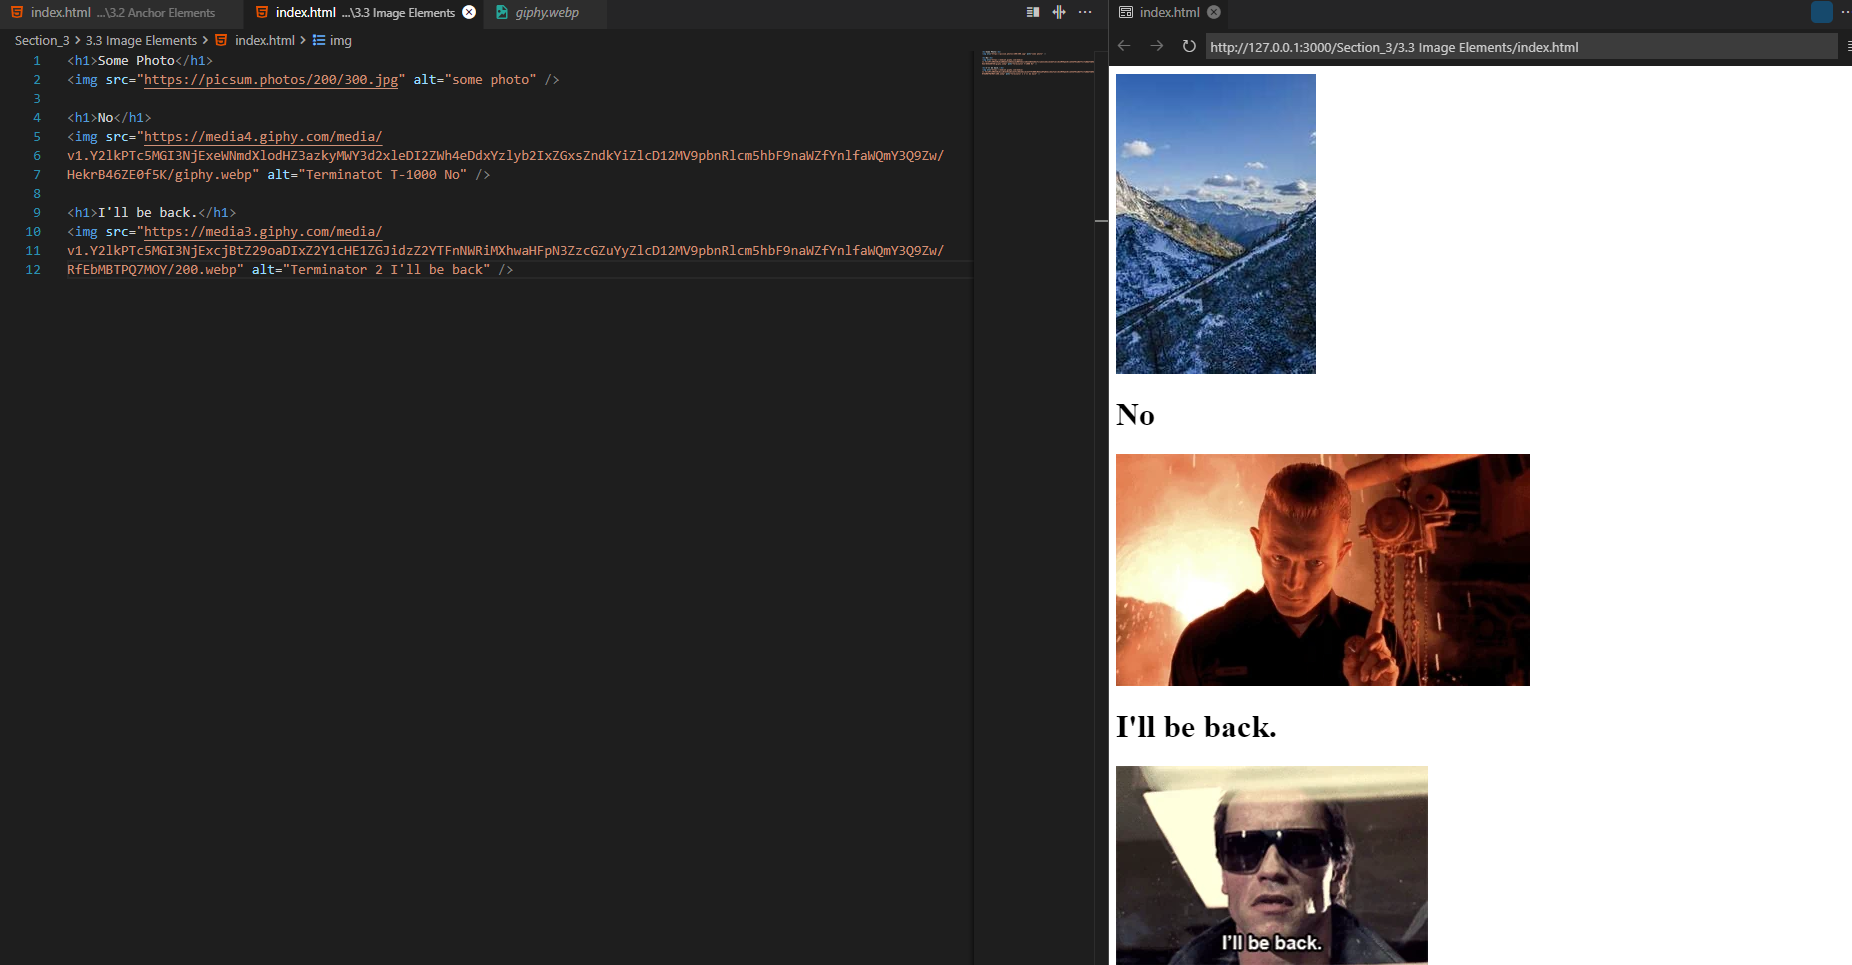 index.html ...\3.2 Anchor Elements
index.html ...\3.3 Image Elements
giphy.webp
Section_3 > 3.3 Image Elements > index.html > img
1 <h1>Some Photo</h1>
2 <img src="https://picsum.photos/200/300.jpg" alt="some photo" />
3
4 <h1>No</h1>
5 <img src="https://media4.giphy.com/media/
6 v1.Y2lkPTc5MGI3NjExeWNmdXlodHZ3azkyMWY3d2xleDI2ZWh4eDdxYzlyb2IxZGxsZndkYiZlcD12MV9pbnRlcm5hbF9naWZfYnlfaWQmY3Q9Zw/
7 HekrB46ZE0f5K/giphy.webp" alt="Terminatot T-1000 No" />
8
9 <h1>I'll be back.</h1>
10 <img src="https://media3.giphy.com/media/
11 v1.Y2lkPTc5MGI3NjExcjBtZ29oaDIxZ2Y1cHE1ZGJidzZ2YTFnNWRiMXhwaHFpN3ZzcGZuYyZlcD12MV9pbnRlcm5hbF9naWZfYnlfaWQmY3Q9Zw/
12 RfEbMBTPQ7MOY/200.webp" alt="Terminator 2 I'll be back" />
index.html
http://127.0.0.1:3000/Section_3/3.3 Image Elements/index.html
No
I'll be back.
I'll be back.